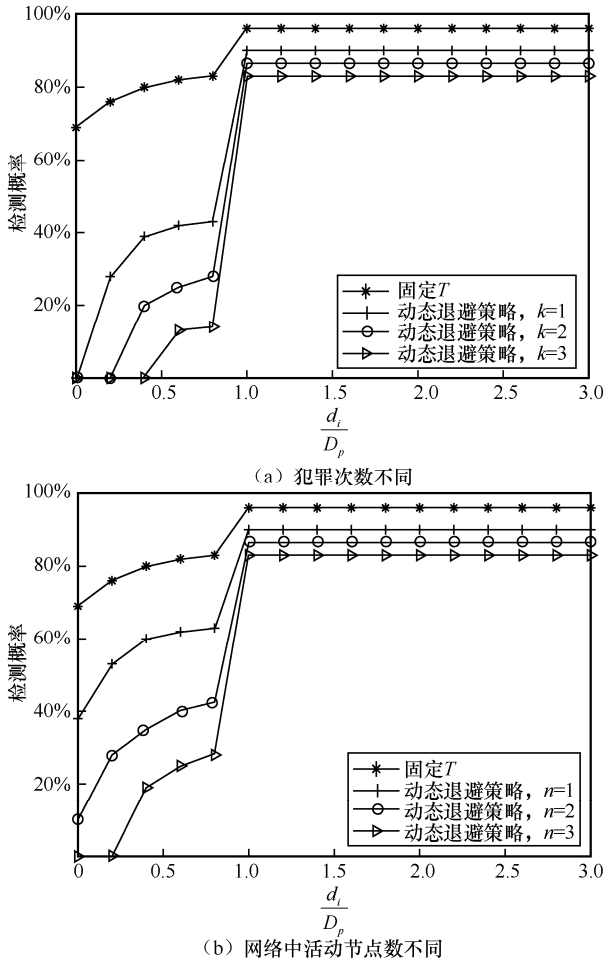 100%
80%
60%
40%
20%
检测概率
固定T
动态退避策略，k=1
动态退避策略，k=2
动态退避策略，k=3
0 0.5 1.0 1.5 2.0 2.5 3.0
d_i
D_p
（a）犯罪次数不同
100%
80%
60%
40%
20%
检测概率
固定T
动态退避策略，n=1
动态退避策略，n=2
动态退避策略，n=3
0 0.5 1.0 1.5 2.0 2.5 3.0
d_i
D_p
（b）网络中活动节点数不同